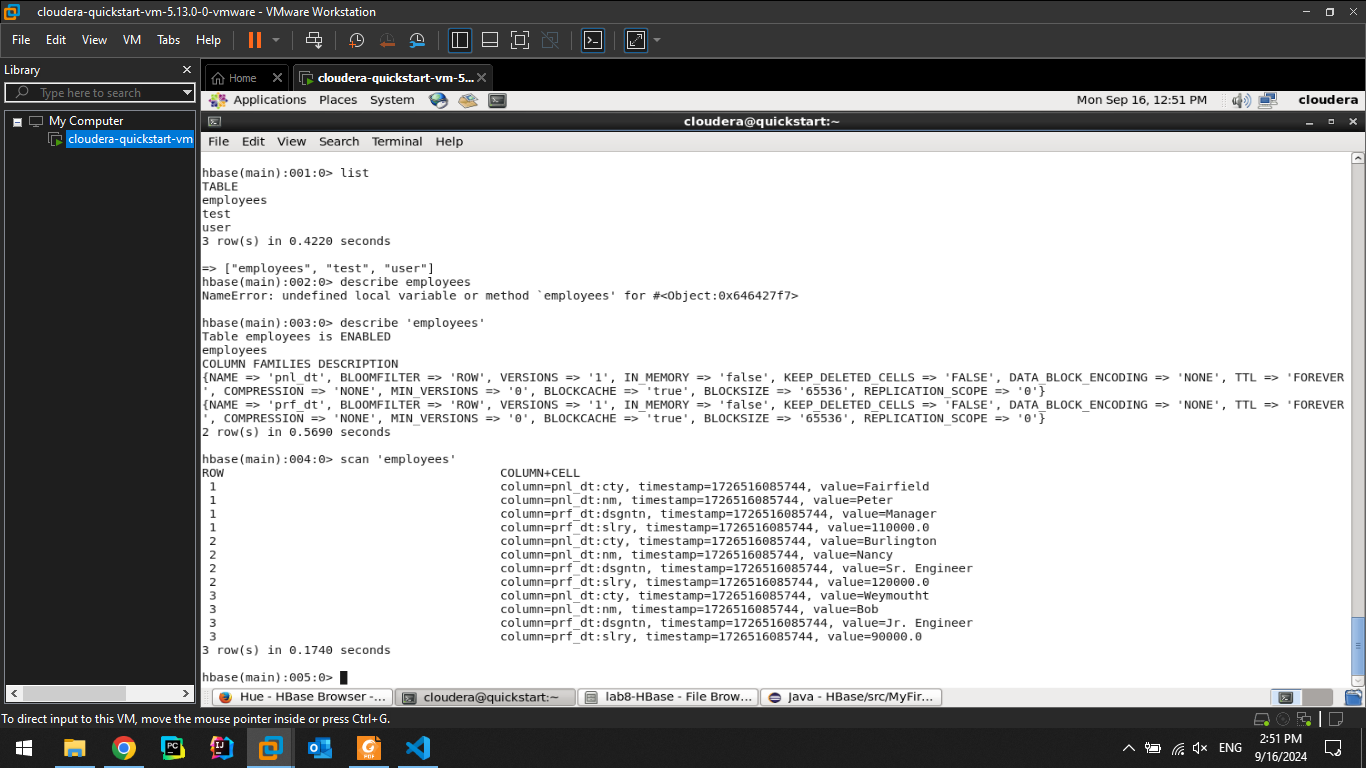 cloudera-quickstart-vm-5.13.0-0-vmware - VMware Workstation
File Edit View VM Tabs Help
Library
Type here to search
My Computer
cloudera-quickstart-vm
Home
cloudera-quickstart-vm-5...
Applications Places System
Mon Sep 16, 12:51 PM cloudera
cloudera@quickstart:~
File Edit View Search Terminal Help
hbase(main):001:0> list
TABLE
employees
test
user
3 row(s) in 0.4220 seconds
=> ["employees", "test", "user"]
hbase(main):002:0> describe employees
NameError: undefined local variable or method `employees' for #<Object:0x646427f7>
hbase(main):003:0> describe 'employees'
Table employees is ENABLED
employees
COLUMN FAMILIES DESCRIPTION
{NAME => 'pnl_dt', BLOOMFILTER => 'ROW', VERSIONS => '1', IN_MEMORY => 'false', KEEP_DELETED_CELLS => 'FALSE', DATA_BLOCK_ENCODING => 'NONE', TTL => 'FOREVER
', COMPRESSION => 'NONE', MIN_VERSIONS => '0', BLOCKCACHE => 'true', BLOCKSIZE => '65536', REPLICATION_SCOPE => '0'}
{NAME => 'prf_dt', BLOOMFILTER => 'ROW', VERSIONS => '1', IN_MEMORY => 'false', KEEP_DELETED_CELLS => 'FALSE', DATA_BLOCK_ENCODING => 'NONE', TTL => 'FOREVER
', COMPRESSION => 'NONE', MIN_VERSIONS => '0', BLOCKCACHE => 'true', BLOCKSIZE => '65536', REPLICATION_SCOPE => '0'}
2 row(s) in 0.5690 seconds
hbase(main):004:0> scan 'employees'
ROW COLUMN+CELL
1 column=pnl_dt:cty, timestamp=1726516085744, value=Fairfield
1 column=pnl_dt:nm, timestamp=1726516085744, value=Peter
1 column=prf_dt:dsgntn, timestamp=1726516085744, value=Manager
1 column=prf_dt:slry, timestamp=1726516085744, value=110000.0
2 column=pnl_dt:cty, timestamp=1726516085744, value=Burlington
2 column=pnl_dt:nm, timestamp=1726516085744, value=Nancy
2 column=prf_dt:dsgntn, timestamp=1726516085744, value=Sr. Engineer
2 column=prf_dt:slry, timestamp=1726516085744, value=120000.0
3 column=pnl_dt:cty, timestamp=1726516085744, value=Weymoutht
3 column=pnl_dt:nm, timestamp=1726516085744, value=Bob
3 column=prf_dt:dsgntn, timestamp=1726516085744, value=Jr. Engineer
3 column=prf_dt:slry, timestamp=1726516085744, value=90000.0
3 row(s) in 0.1740 seconds
hbase(main):005:0>
Hue - HBase Browser -... cloudera@quickstart:~ lab8-HBase - File Brow... Java - HBase/src/MyFir...
To direct input to this VM, move the mouse pointer inside or press Ctrl+G.
ENG
2:51 PM
9/16/2024